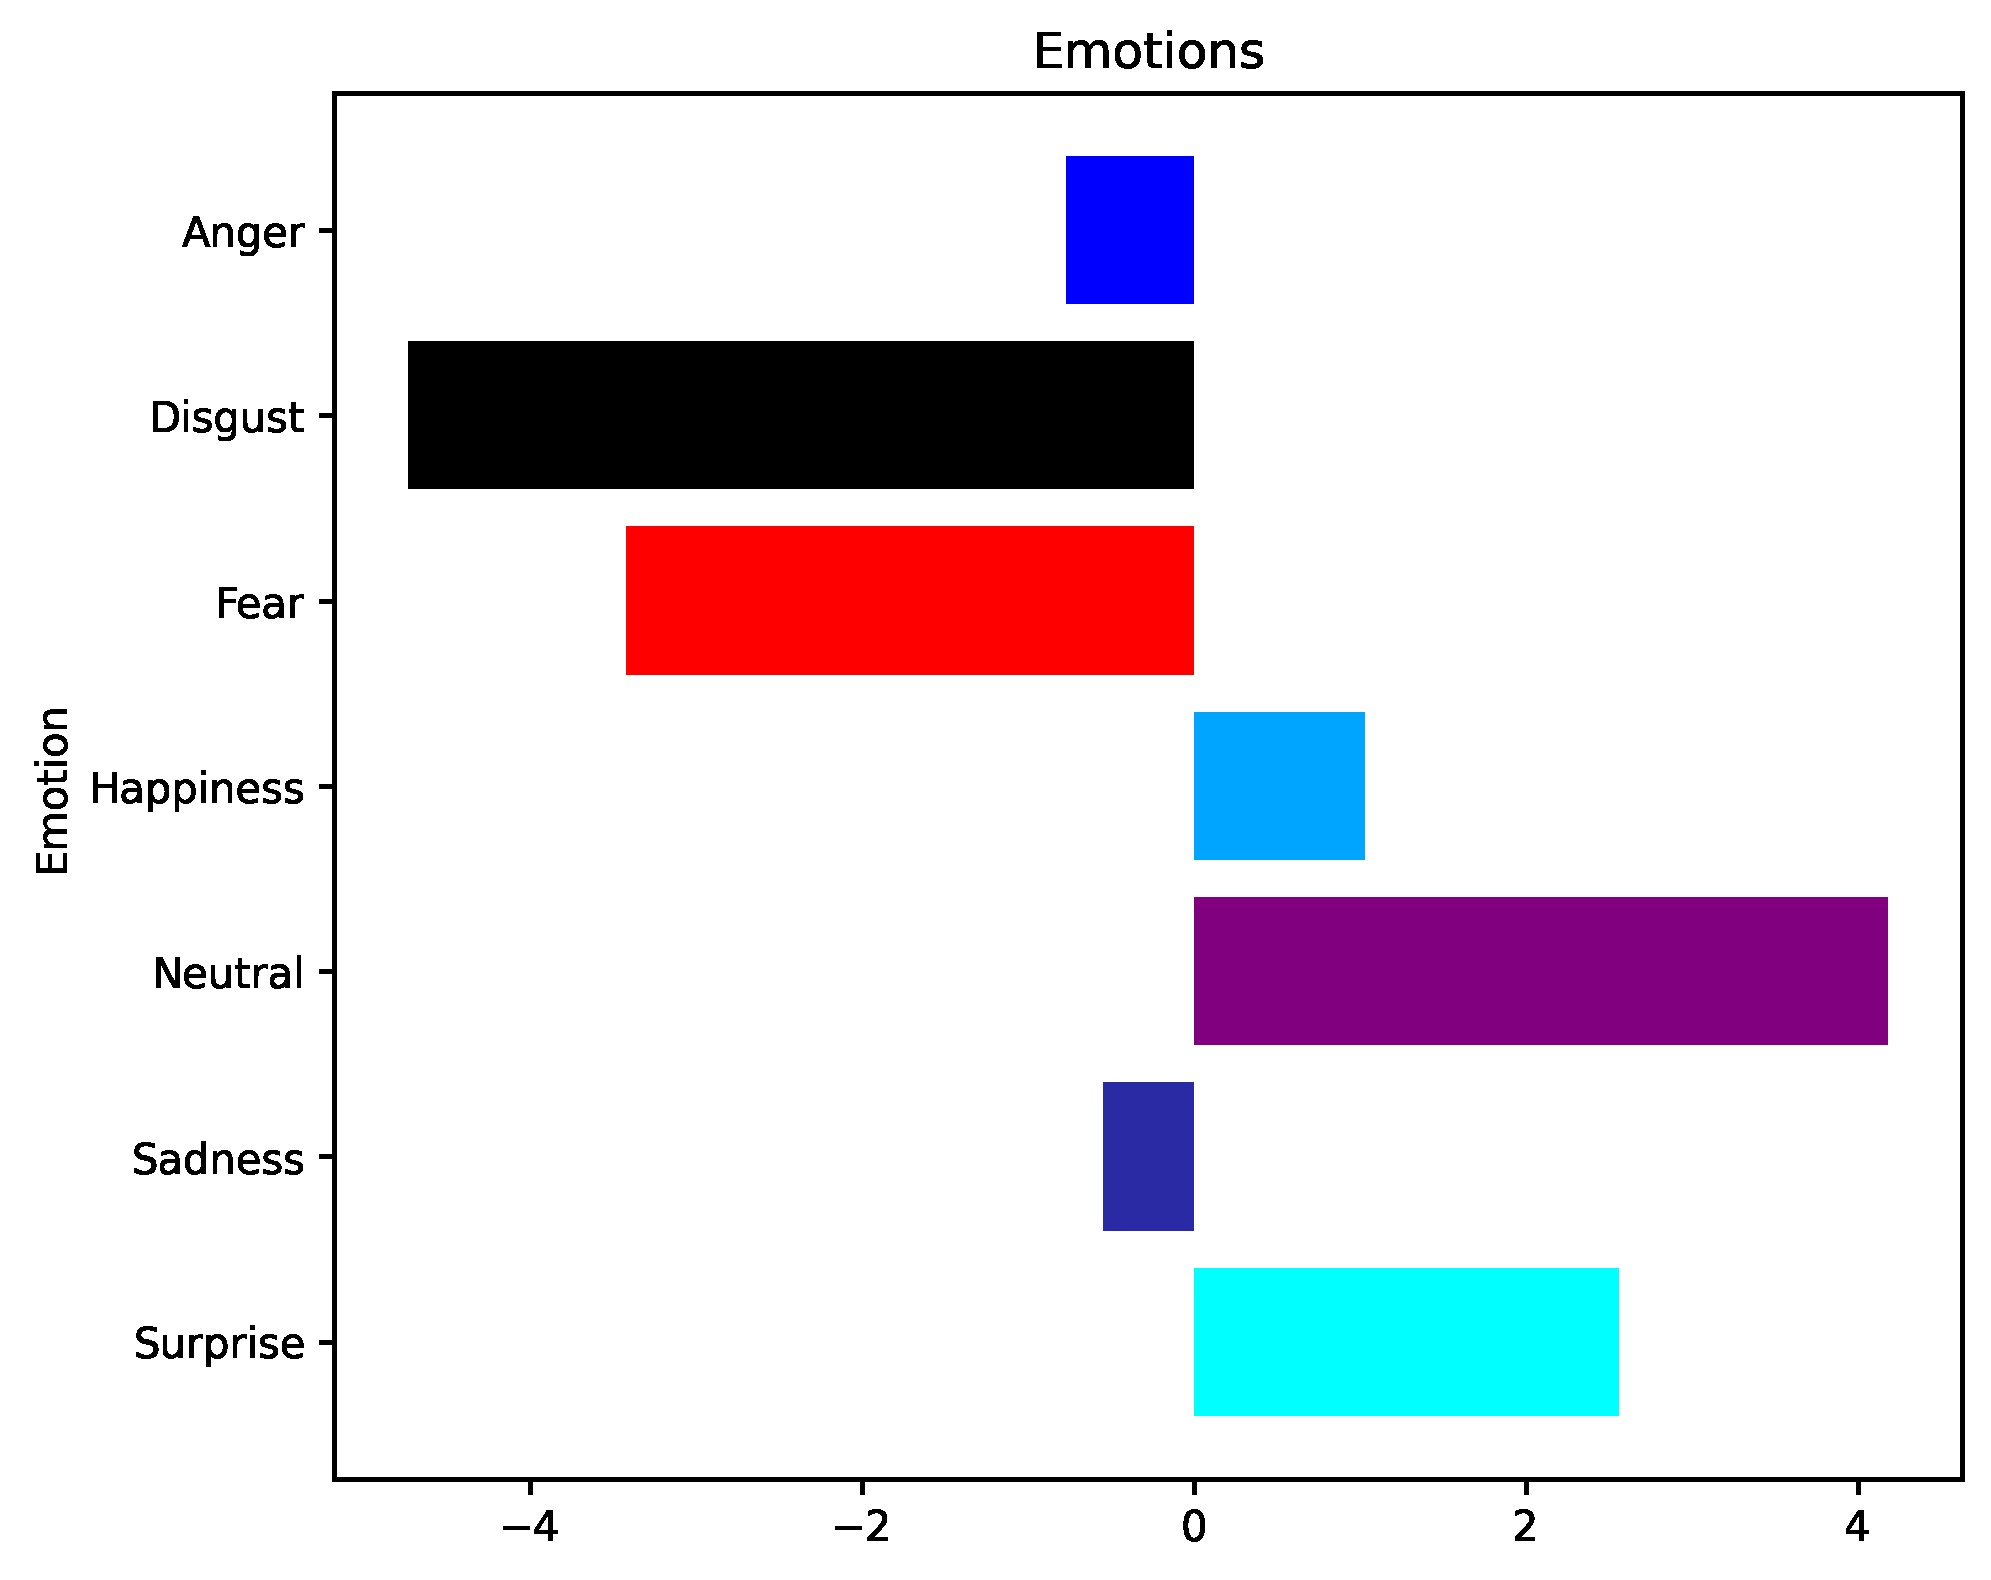 Emotions
Anger
Disgust
Fear
Happiness
Neutral
Sadness
Surprise
Emotion
−4 −2 0 2 4